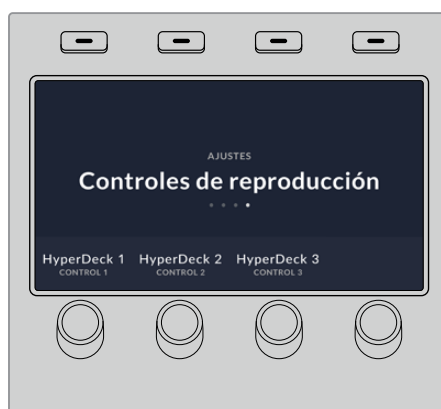 AJUSTES
Controles de reproducción
HyperDeck 1 HyperDeck 2 HyperDeck 3
CONTROL 1 CONTROL 2 CONTROL 3